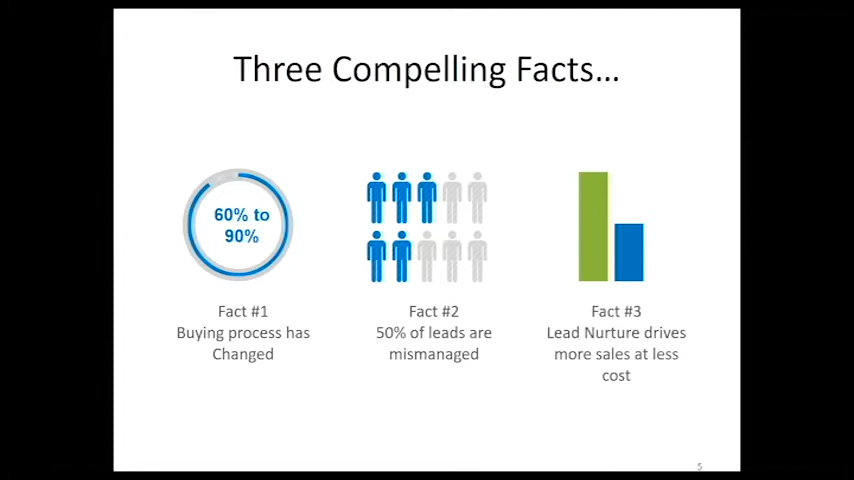 Three Compelling Facts...
60% to
90%
Fact #1
Buying process has
Changed
Fact #2
50% of leads are
mismanaged
Fact #3
Lead Nurture drives
more sales at less
cost
5